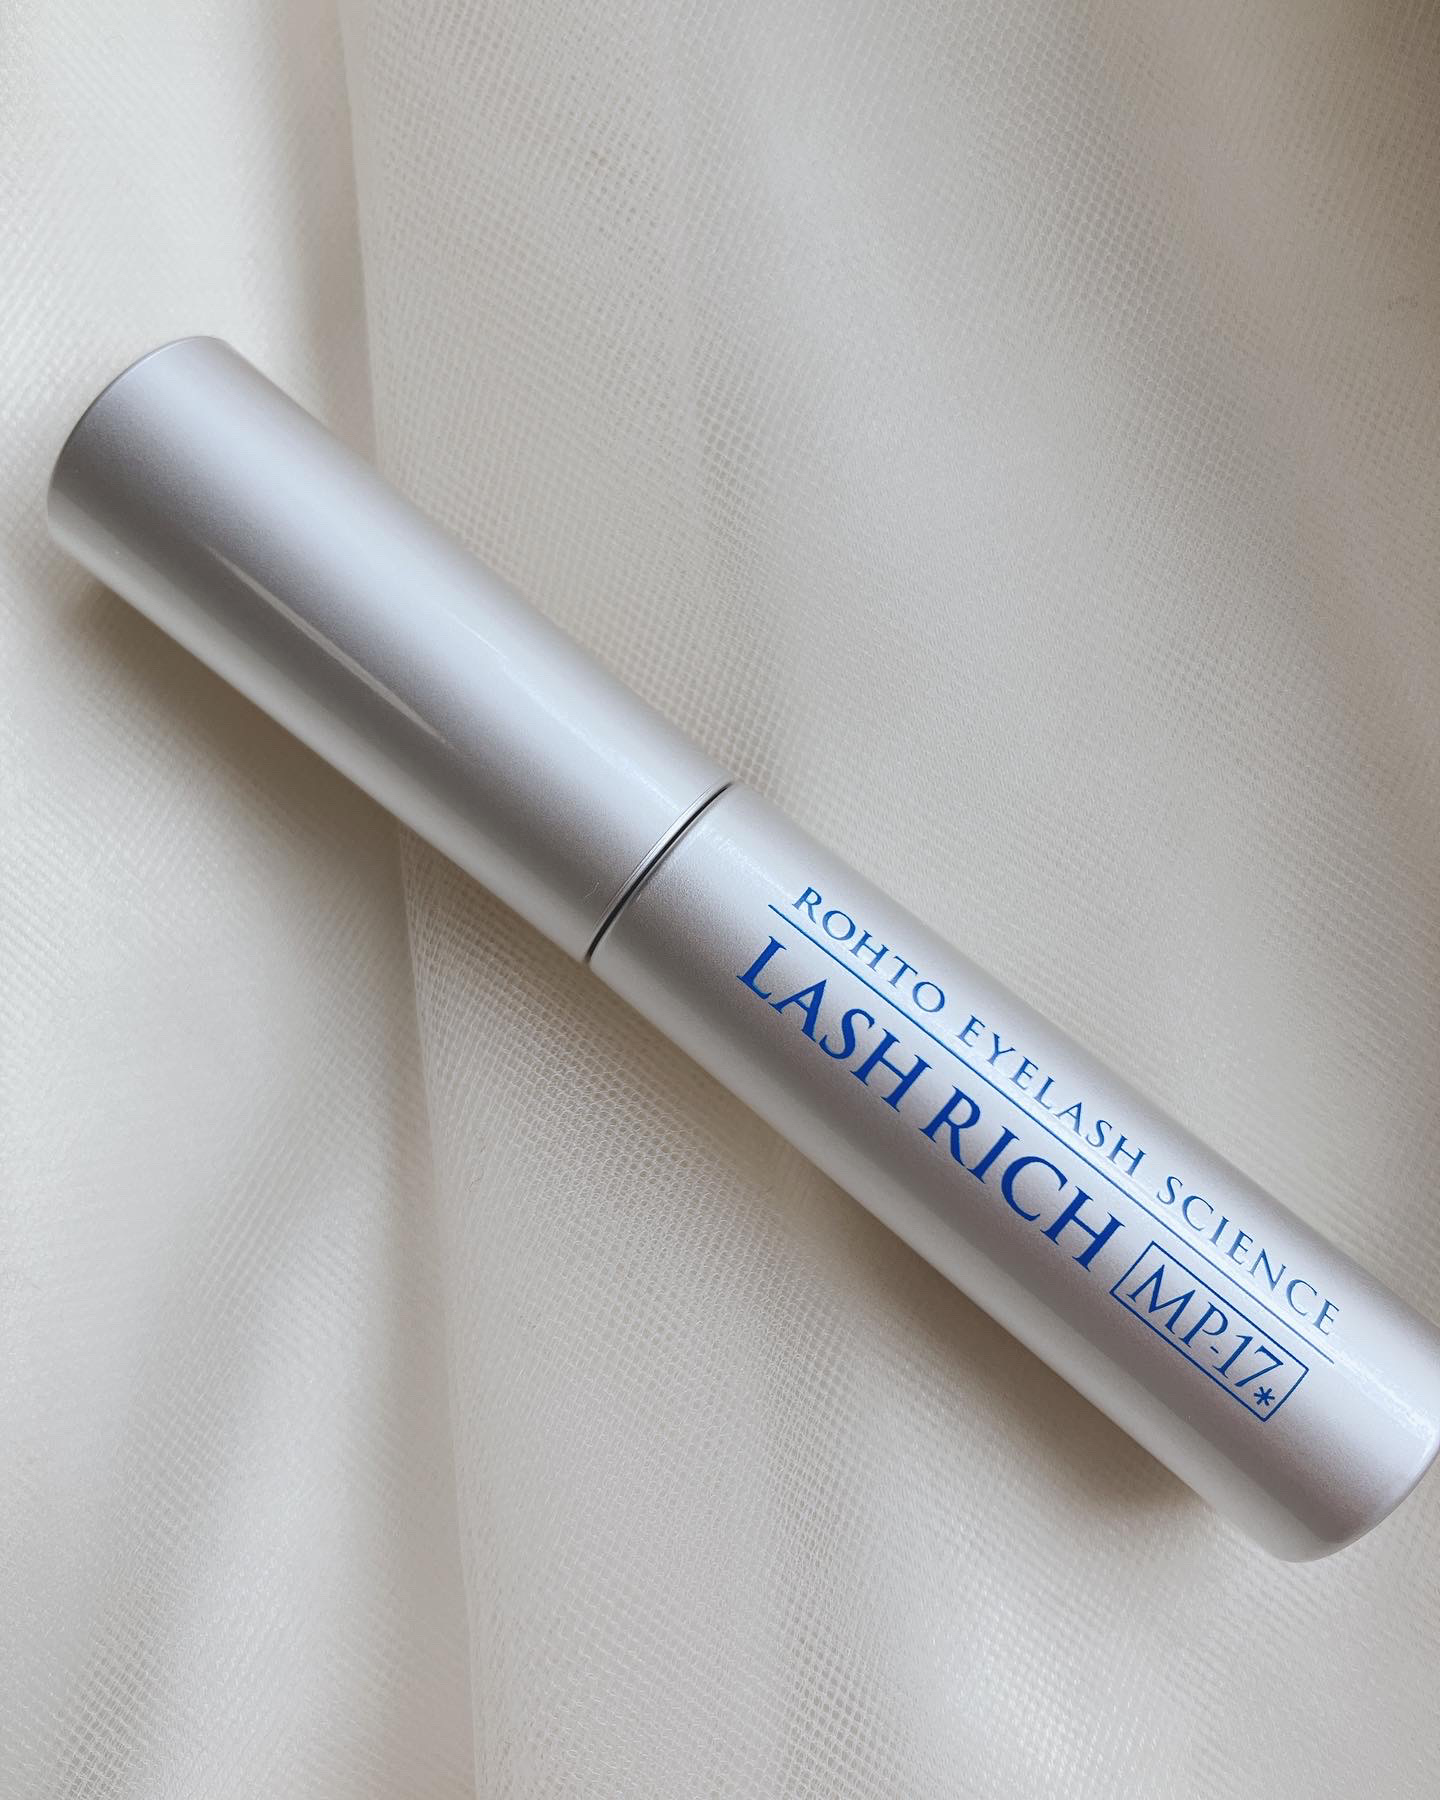 ROHTO EYELASH SCIENCE
LASH RICH MP-17*